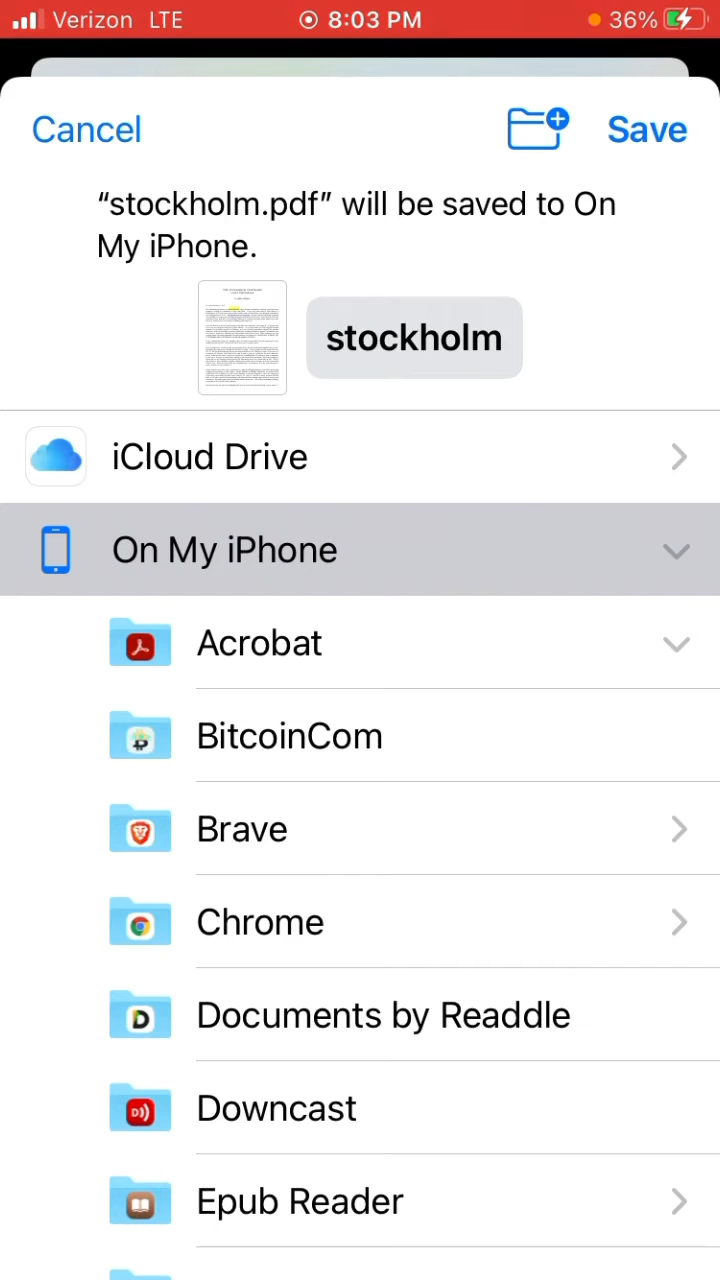 Verizon LTE 8:03 PM 36%
Cancel Save
“stockholm.pdf” will be saved to On
My iPhone.
stockholm
iCloud Drive
On My iPhone
Acrobat
BitcoinCom
Brave
Chrome
Documents by Readdle
Downcast
Epub Reader